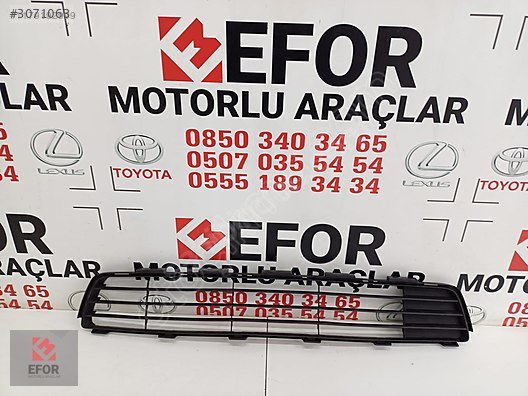 #3071068
EFOR
MOTORLU ARAÇLAR
0850 340 34 65
0507 035 54 54
0555 189 34 34
LEXUS
TOYOTA
LEXUS
TOYOTA
EFOR
MOTORLU ARAÇLAR
0850 340 34 65
0507 035 54 54
EFOR